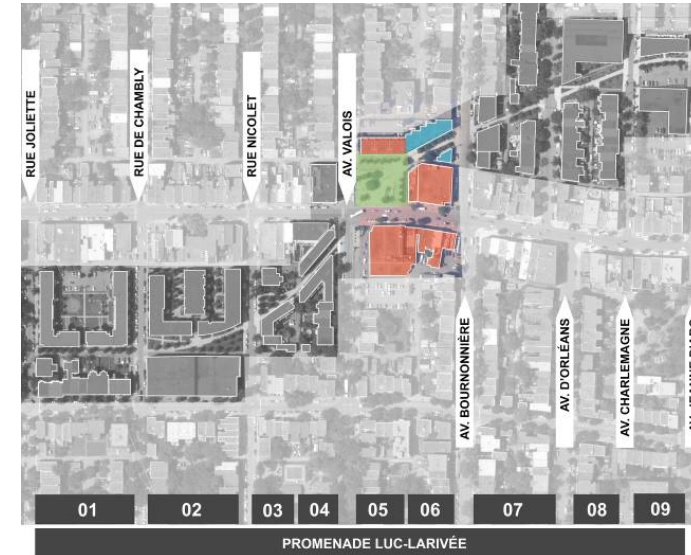 RUE JOLIETTE
RUE DE CHAMBLY
RUE NICOLET
AV. VALOIS
AV. BOURNONNIÈRE
AV. D'ORLÉANS
AV. CHARLEMAGNE
01
02
03
04
05
06
07
08
09
PROMENADE LUC-LARIVÉE